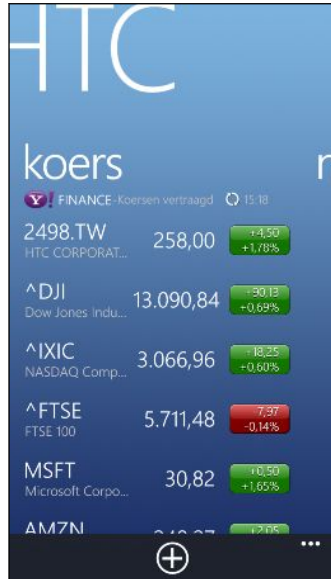 HTC
koers
Y! FINANCE - Koersen vertraagd 15:18
2498.TW 258,00 +4,50
HTC CORPORAT... +1,78%
^DJI 13.090,84 +90,13
Dow Jones Indu... +0,69%
^IXIC 3.066,96 +18,25
NASDAQ Comp... +0,60%
^FTSE 5.711,48 7,97
FTSE 100 -0,14%
MSFT 30,82 +0,50
Microsoft Corpo... +1,65%
AMZN +2,05
...